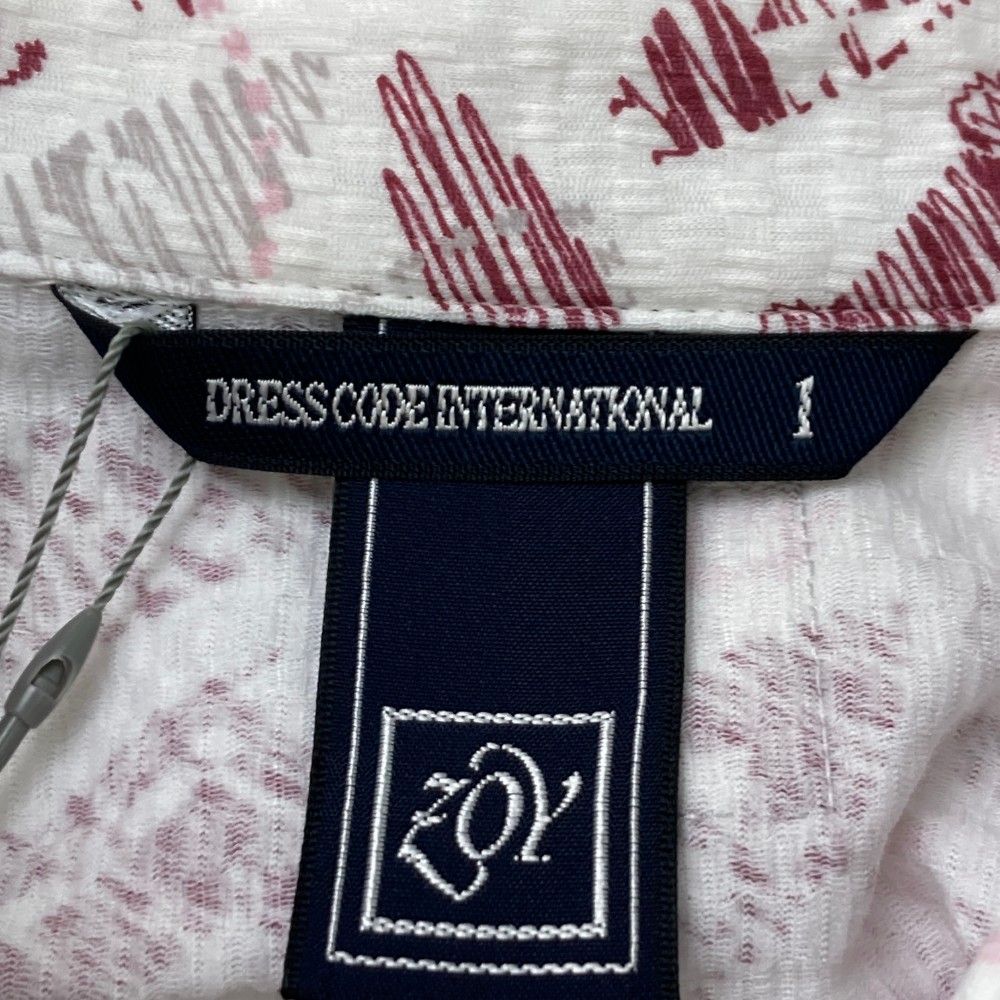 DRESS CODE INTERNATIONAL 1
ZOY